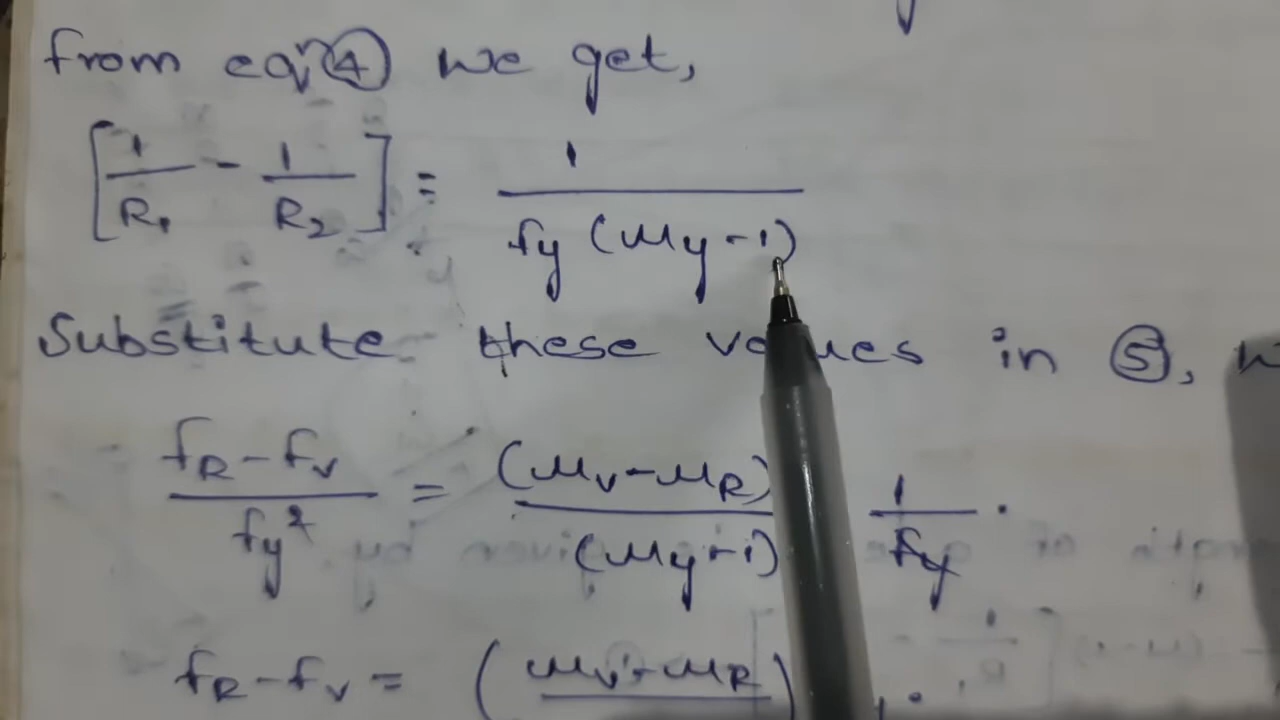 from eqn ④ we get,
[1/R₁ - 1/R₂] = 1/fy (μy-1)
Substitute these values in ⑤,
fR-fv/fy² = (μv-μR)/(μy+1) 1/fy .
fR-fv = (μv+μR)